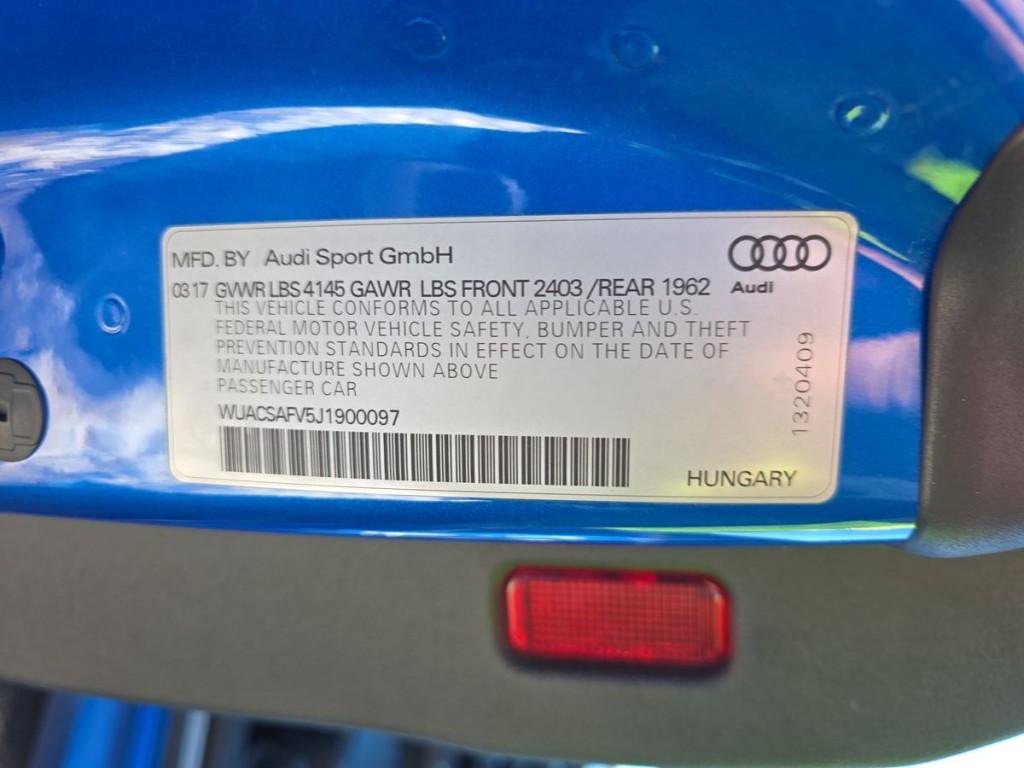 MFD. BY Audi Sport GmbH
Audi
0317 GVWR LBS 4145 GAWR LBS FRONT 2403 /REAR 1962
THIS VEHICLE CONFORMS TO ALL APPLICABLE U.S.
FEDERAL MOTOR VEHICLE SAFETY, BUMPER AND THEFT
PREVENTION STANDARDS IN EFFECT ON THE DATE OF
MANUFACTURE SHOWN ABOVE
PASSENGER CAR
WUACSAFV5J1900097
1320409
HUNGARY